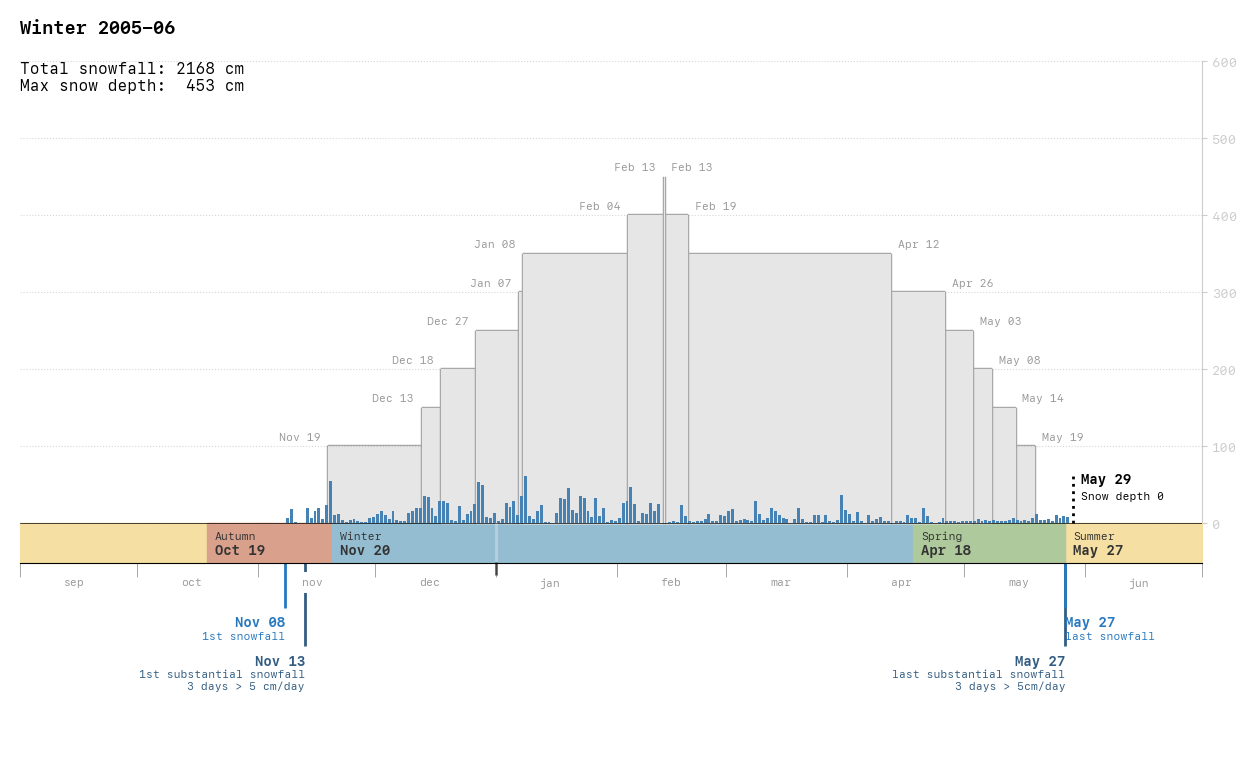 Winter 2005–06
Total snowfall: 2168 cm
Max snow depth: 453 cm
600
500
Feb 13 Feb 13
Feb 04 Feb 19
400
Jan 08 Apr 12
Jan 07 Apr 26
300
Dec 27 May 03
Dec 18 May 08
200
Dec 13 May 14
Nov 19 May 19
100
May 29
Snow depth 0
0
Autumn Winter Spring Summer
Oct 19 Nov 20 Apr 18 May 27
sep oct nov dec jan feb mar apr may jun
Nov 08 May 27
1st snowfall last snowfall
Nov 13 May 27
1st substantial snowfall last substantial snowfall
3 days > 5 cm/day 3 days > 5cm/day